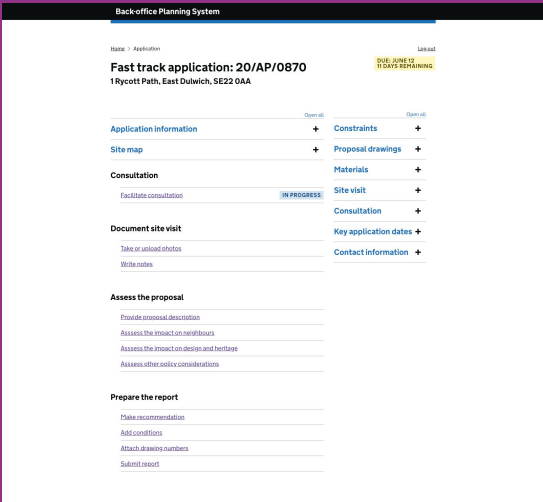 Back-office Planning System
Home > Application
Log out
Fast track application: 20/AP/0870
1 Rycott Path, East Dulwich, SE22 0AA
DUE: JUNE 12
11 DAYS REMAINING
Open all
Application information +
Site map +
Consultation
Facilitate consultation IN PROGRESS
Document site visit
Take or upload photos
Write notes
Assess the proposal
Provide proposal description
Asssess the impact on neighbours
Asssess the impact on design and heritage
Asssess other policy considerations
Prepare the report
Make recommendation
Add conditions
Attach drawing numbers
Submit report
Open all
Constraints +
Proposal drawings +
Materials +
Site visit +
Consultation +
Key application dates +
Contact information +